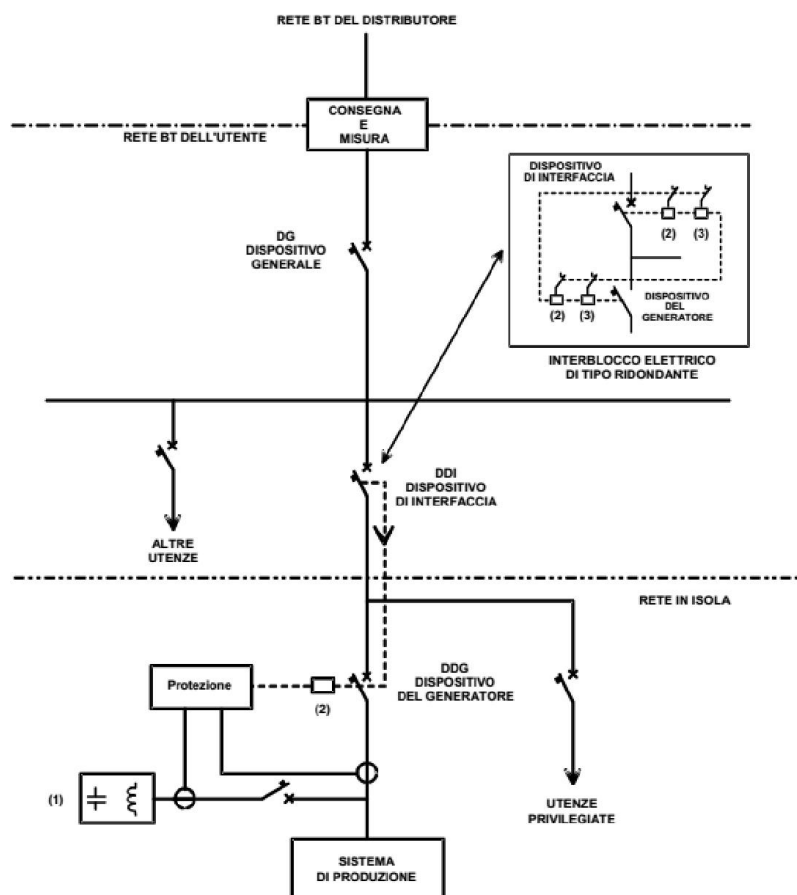 RETE BT DEL DISTRIBUTORE
CONSEGNA
E
MISURA
RETE BT DELL'UTENTE
DISPOSITIVO
DI INTERFACCIA
(2)
(3)
DG
DISPOSITIVO
GENERALE
DISPOSITIVO
DEL
GENERATORE
(2)
(3)
INTERBLOCCO ELETTRICO
DI TIPO RIDONDANTE
DDI
DISPOSITIVO
DI INTERFACCIA
ALTRE
UTENZE
RETE IN ISOLA
Protezione
(2)
DDG
DISPOSITIVO
DEL GENERATORE
(1)
UTENZE
PRIVILEGIATE
SISTEMA
DI PRODUZIONE